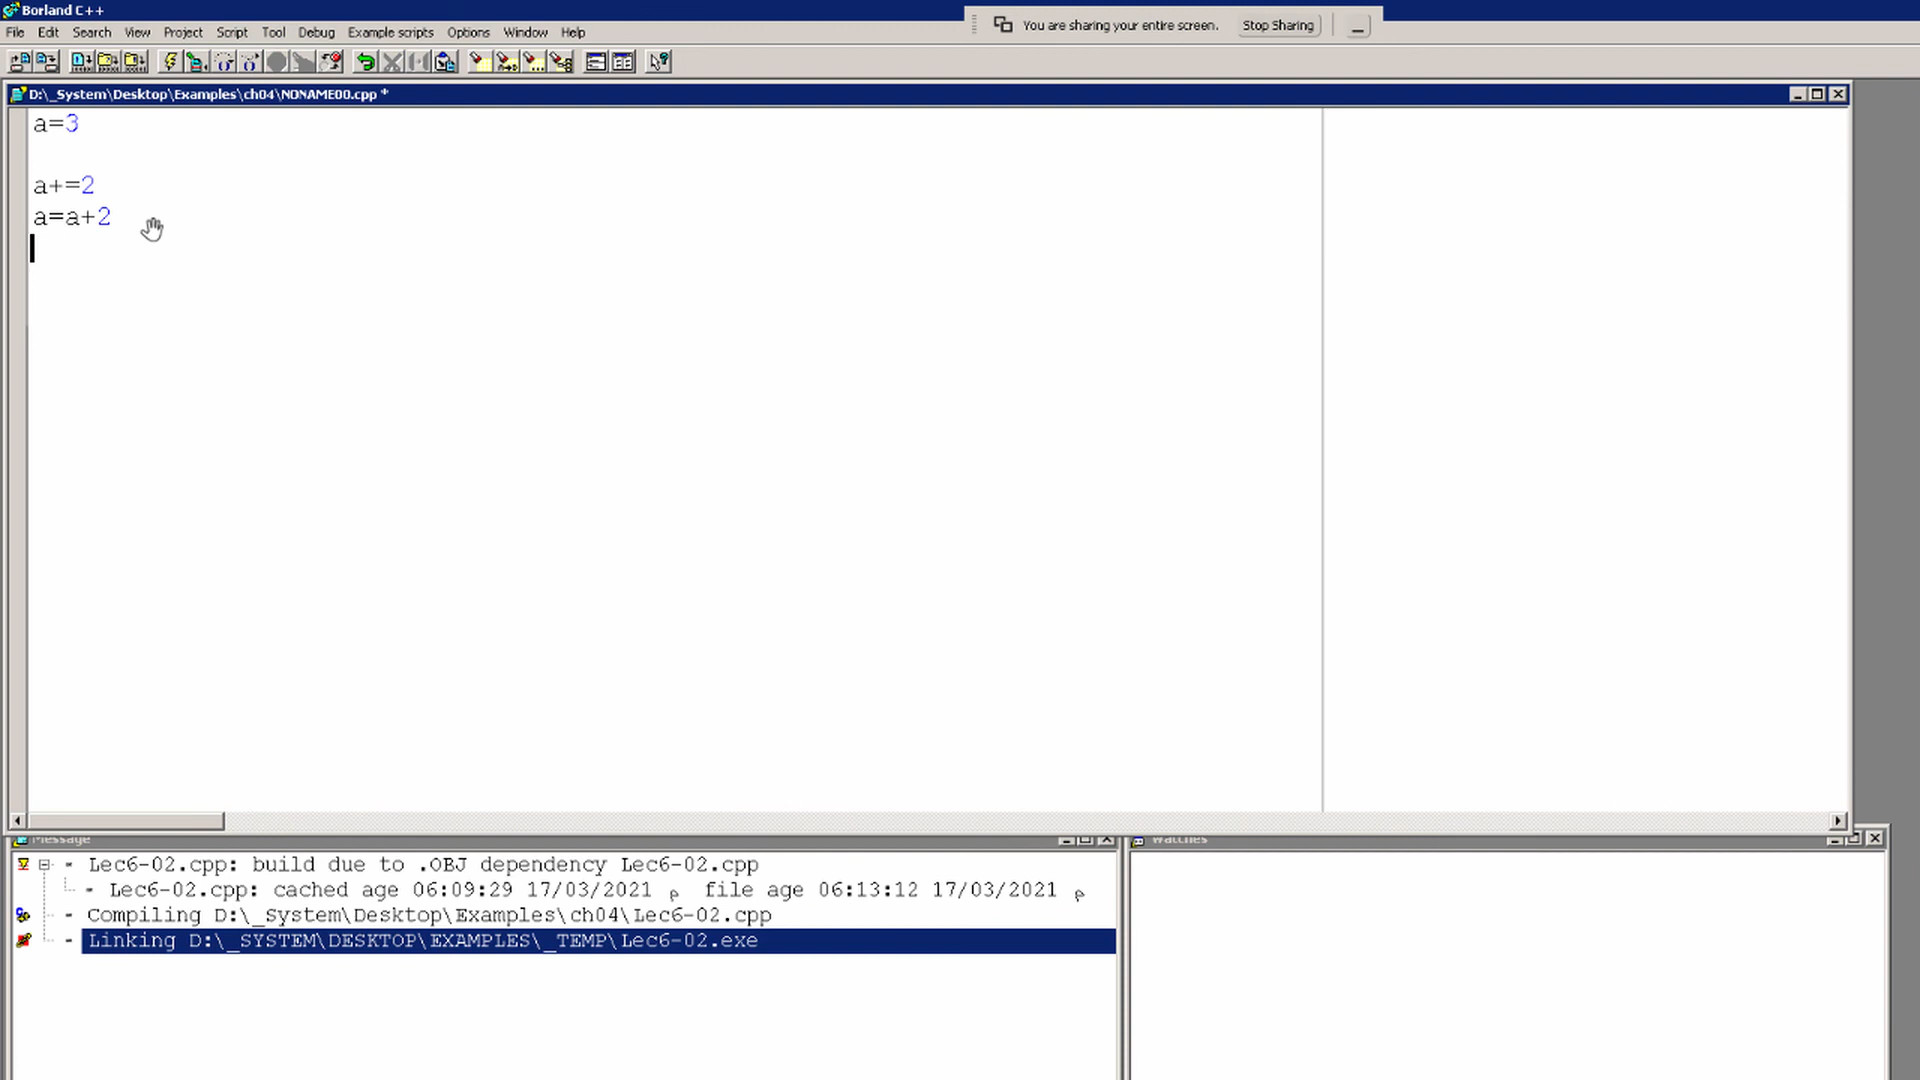 Borland C++
You are sharing your entire screen. Stop Sharing
File Edit Search View Project Script Tool Debug Example scripts Options Window Help
D:\_System\Desktop\Examples\ch04\NONAME00.cpp *
a=3
a+=2
a=a+2
Message
Watches
Lec6-02.cpp: build due to .OBJ dependency Lec6-02.cpp
Lec6-02.cpp: cached age 06:09:29 17/03/2021 م file age 06:13:12 17/03/2021 م
Compiling D:\_System\Desktop\Examples\ch04\Lec6-02.cpp
Linking D:\_SYSTEM\DESKTOP\EXAMPLES\_TEMP\Lec6-02.exe